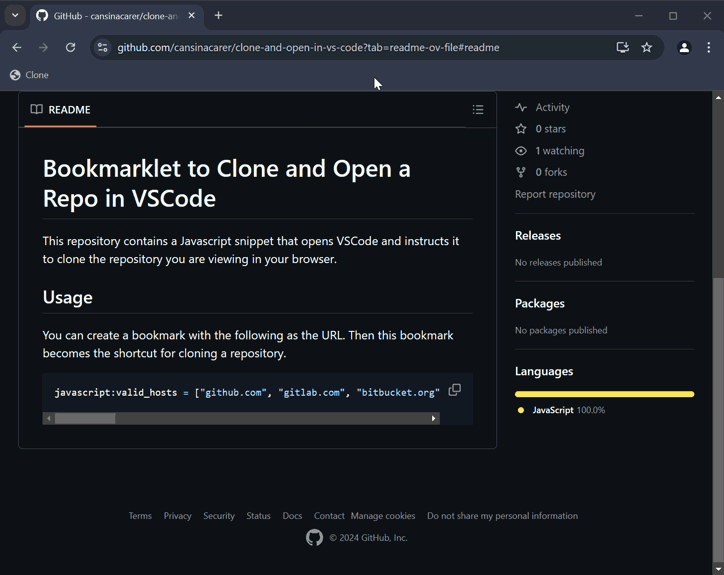 GitHub - cansinacarer/clone-an
github.com/cansinacarer/clone-and-open-in-vs-code?tab=readme-ov-file#readme
Clone
README
Bookmarklet to Clone and Open a
Repo in VSCode
This repository contains a Javascript snippet that opens VSCode and instructs it
to clone the repository you are viewing in your browser.
Usage
You can create a bookmark with the following as the URL. Then this bookmark
becomes the shortcut for cloning a repository.
javascript:valid_hosts = ["github.com", "gitlab.com", "bitbucket.org"
Activity
0 stars
1 watching
0 forks
Report repository
Releases
No releases published
Packages
No packages published
Languages
JavaScript 100.0%
Terms Privacy Security Status Docs Contact Manage cookies Do not share my personal information
© 2024 GitHub, Inc.